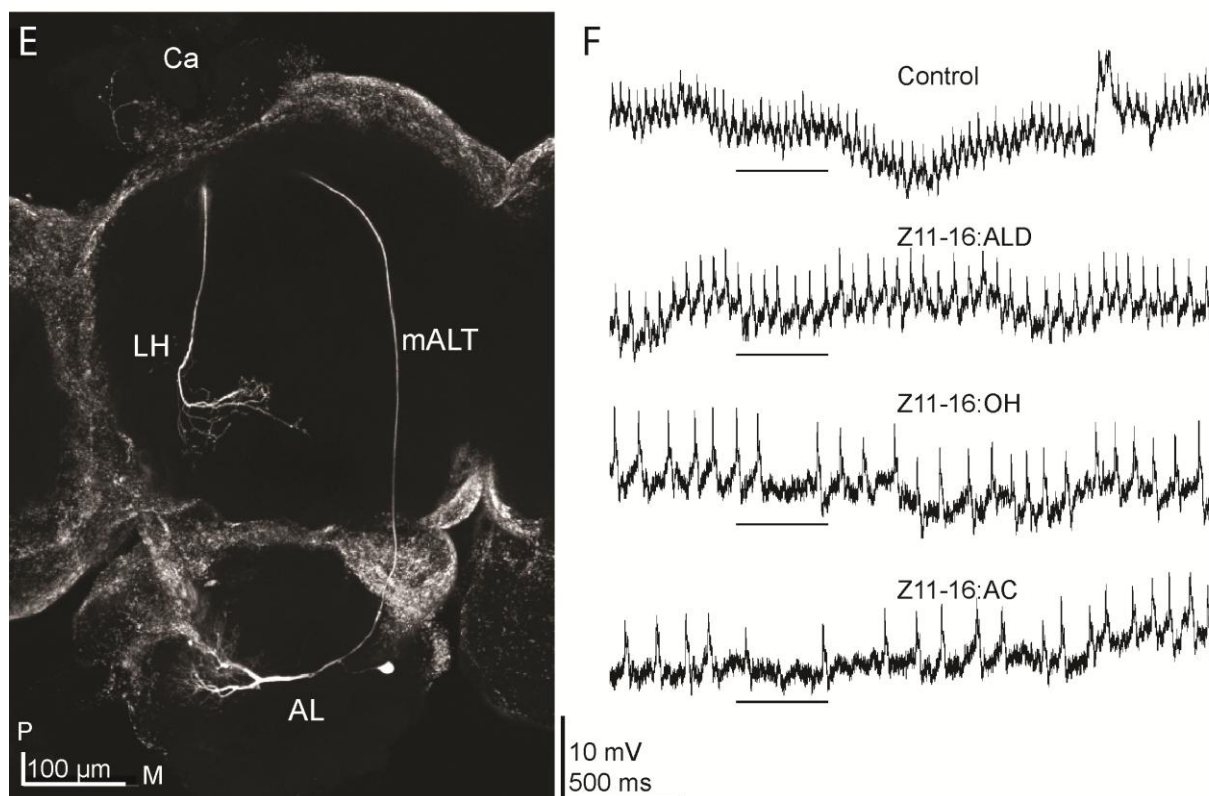 E
Ca
LH
mALT
AL
P
100 µm
M
F
Control
Z11-16:ALD
Z11-16:OH
Z11-16:AC
10 mV
500 ms